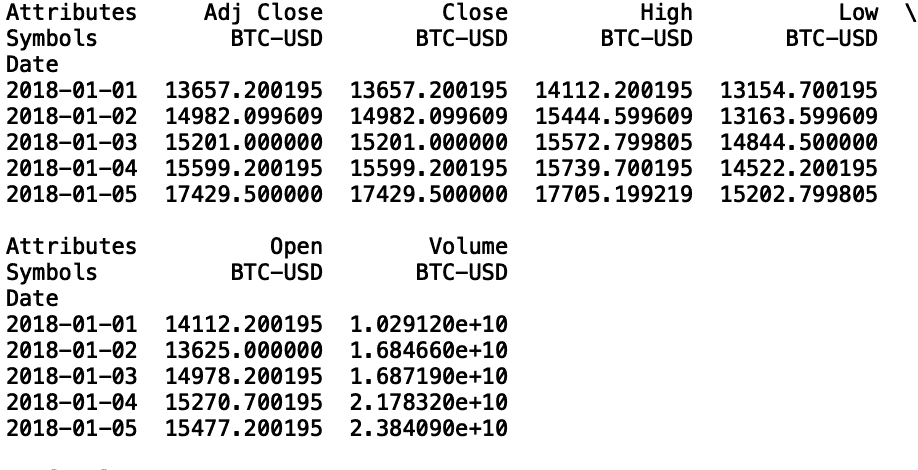 Attributes Adj Close Close High Low \
Symbols BTC-USD BTC-USD BTC-USD BTC-USD
Date
2018-01-01 13657.200195 13657.200195 14112.200195 13154.700195
2018-01-02 14982.099609 14982.099609 15444.599609 13163.599609
2018-01-03 15201.000000 15201.000000 15572.799805 14844.500000
2018-01-04 15599.200195 15599.200195 15739.700195 14522.200195
2018-01-05 17429.500000 17429.500000 17705.199219 15202.799805
Attributes Open Volume
Symbols BTC-USD BTC-USD
Date
2018-01-01 14112.200195 1.029120e+10
2018-01-02 13625.000000 1.684660e+10
2018-01-03 14978.200195 1.687190e+10
2018-01-04 15270.700195 2.178320e+10
2018-01-05 15477.200195 2.384090e+10